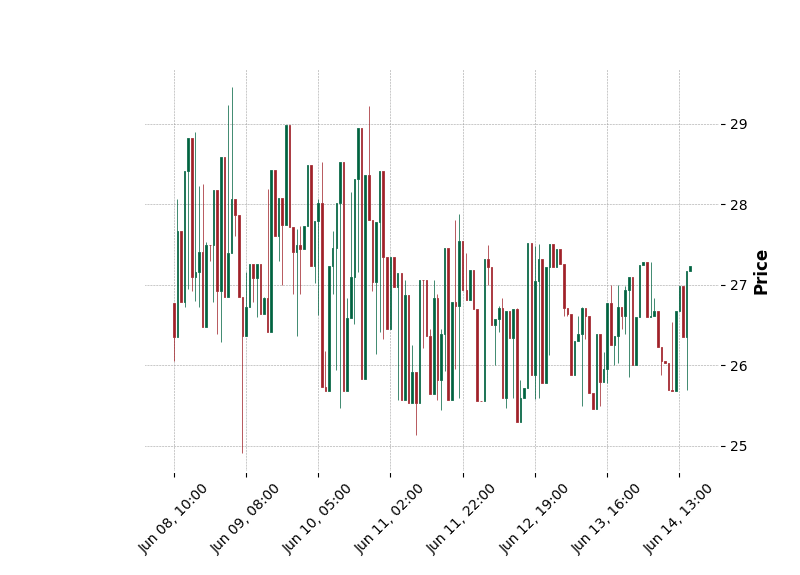 29
28
27
26
25
Price
Jun 08, 10:00
Jun 09, 08:00
Jun 10, 05:00
Jun 11, 02:00
Jun 11, 22:00
Jun 12, 19:00
Jun 13, 16:00
Jun 14, 13:00